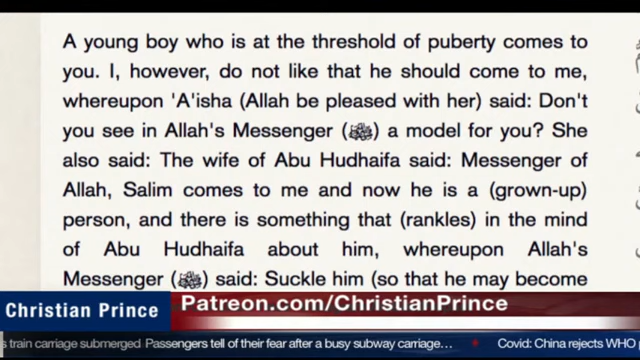 A young boy who is at the threshold of puberty comes to
you. I, however, do not like that he should come to me,
whereupon 'A'isha (Allah be pleased with her) said: Don't
you see in Allah's Messenger (ﷺ) a model for you? She
also said: The wife of Abu Hudhaifa said: Messenger of
Allah, Salim comes to me and now he is a (grown-up)
person, and there is something that (rankles) in the mind
of Abu Hudhaifa about him, whereupon Allah's
Messenger (ﷺ) said: Suckle him (so that he may become
Christian Prince
Patreon.com/ChristianPrince
s train carriage submerged Passengers tell of their fear after a busy subway carriage... Covid: China rejects WHO